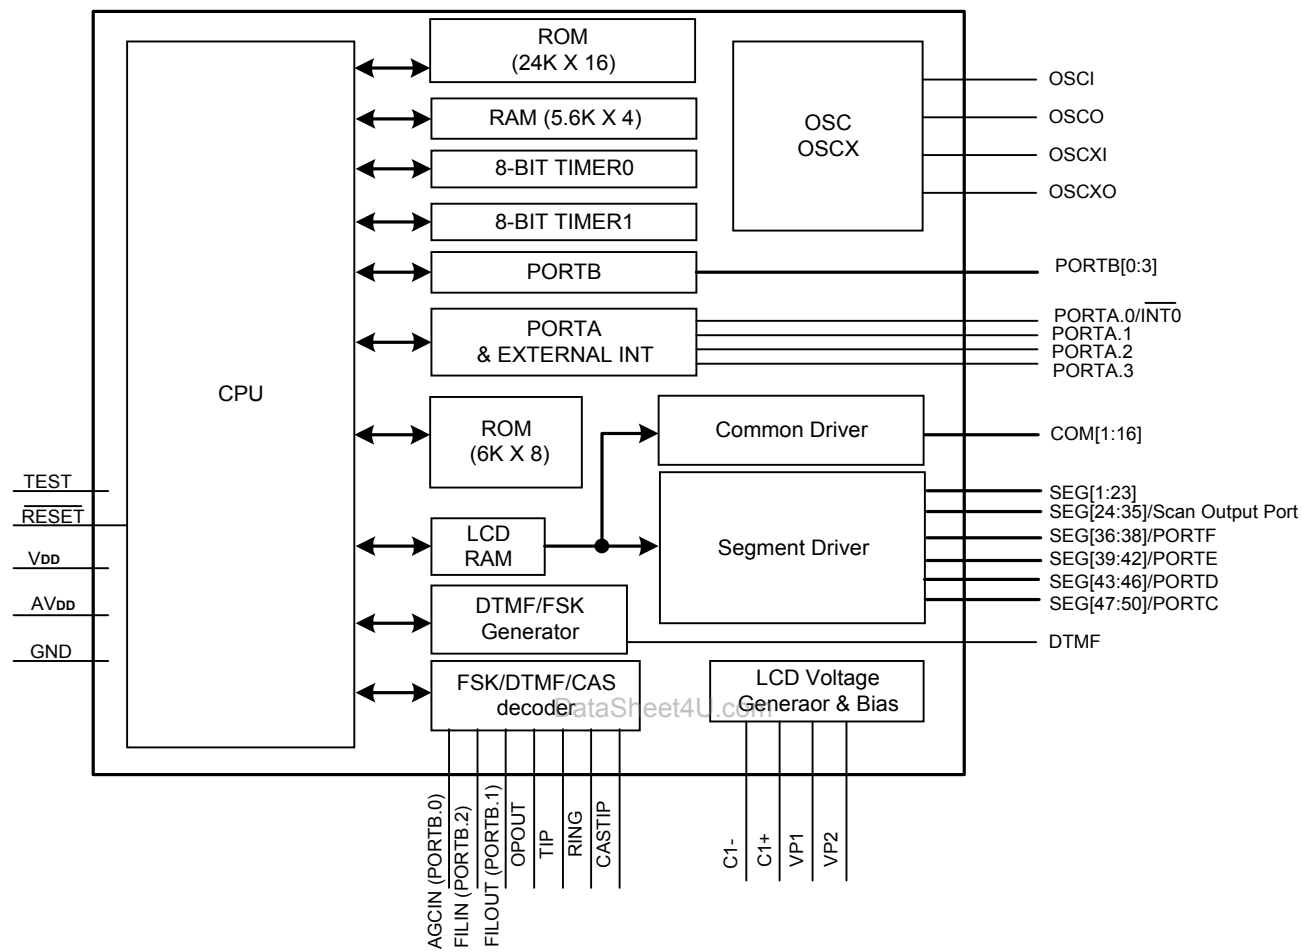 ROM
(24K X 16)
RAM (5.6K X 4)
8-BIT TIMER0
8-BIT TIMER1
PORTB
PORTA
& EXTERNAL INT
CPU
ROM
(6K X 8)
LCD
RAM
DTMF/FSK
Generator
FSK/DTMF/CAS
decoder
OSC
OSCX
Common Driver
Segment Driver
LCD Voltage
Generaor & Bias
DataSheet4U.com
OSCI
OSCO
OSCXI
OSCXO
PORTB[0:3]
PORTA.0/INT0
PORTA.1
PORTA.2
PORTA.3
COM[1:16]
SEG[1:23]
SEG[24:35]/Scan Output Port
SEG[36:38]/PORTF
SEG[39:42]/PORTE
SEG[43:46]/PORTD
SEG[47:50]/PORTC
DTMF
TEST
RESET
VDD
AVDD
GND
AGCIN (PORTB.0)
FILIN (PORTB.2)
FILOUT (PORTB.1)
OPOUT
TIP
RING
CASTIP
C1-
C1+
VP1
VP2